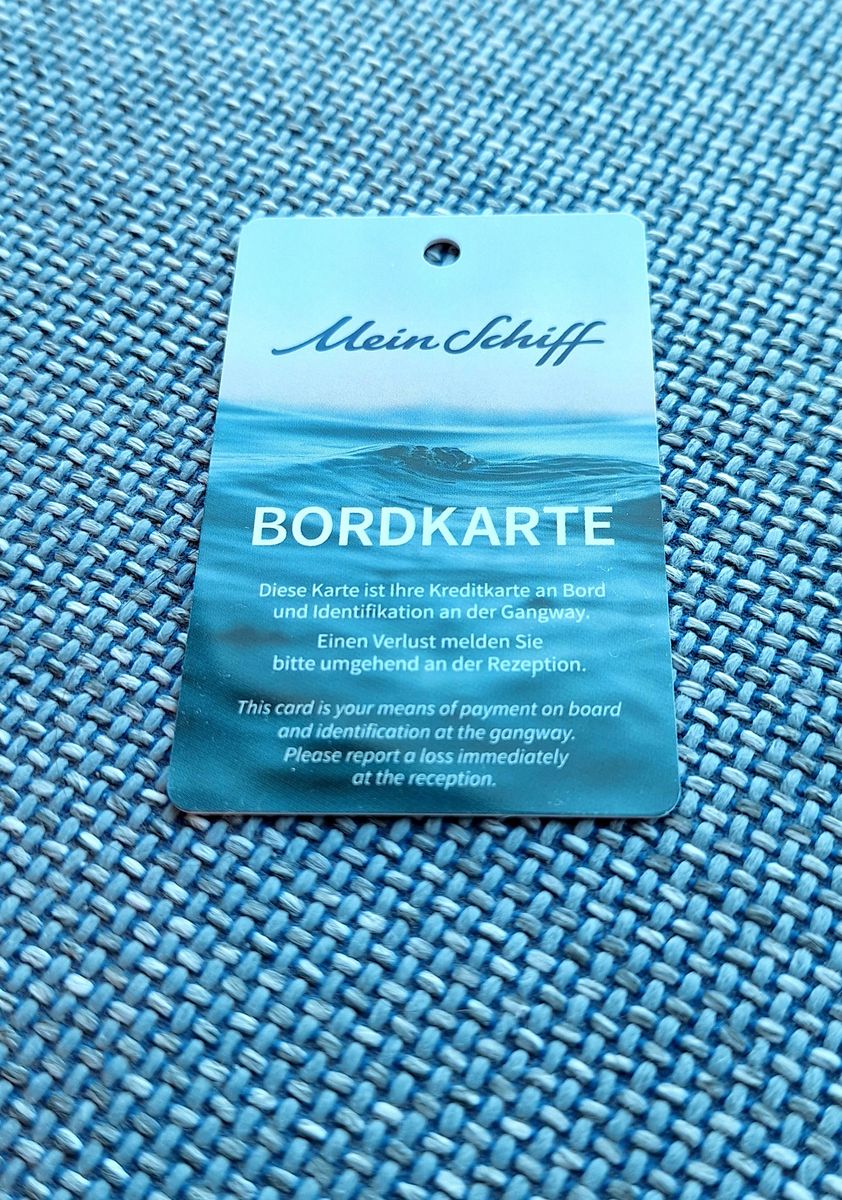 Mein Schiff
BORDKARTE
Diese Karte ist Ihre Kreditkarte an Bord
und Identifikation an der Gangway.
Einen Verlust melden Sie
bitte umgehend an der Rezeption.
This card is your means of payment on board
and identification at the gangway.
Please report a loss immediately
at the reception.